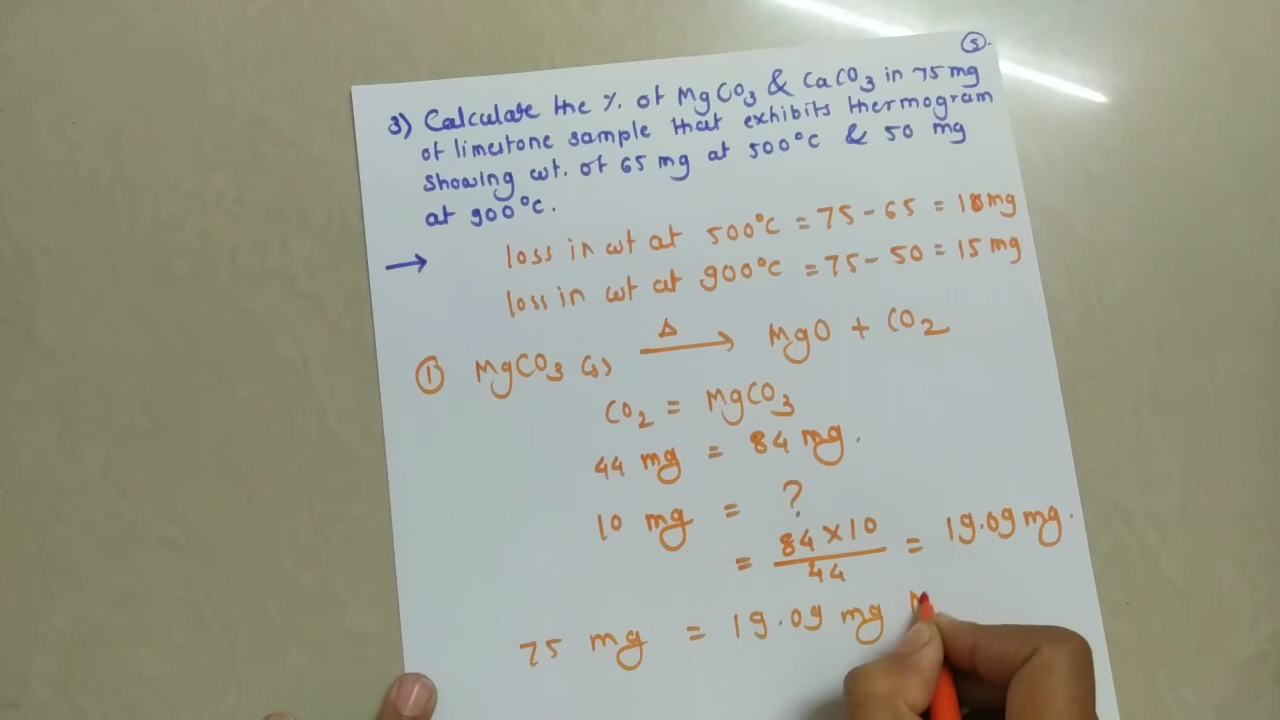 5
3) Calculate the %. of MgCO3 & CaCO3 in 75 mg
of limestone sample that exhibits thermogram
showing wt. of 65 mg at 500°c & 50 mg
at 900°c.
→ loss in wt at 500°c = 75 - 65 = 10 mg
loss in wt at 900°c = 75 - 50 = 15 mg
① MgCO3 (s) Δ → MgO + CO2
CO2 = MgCO3
44 mg = 84 mg.
10 mg = ?
= 84 × 10 / 44 = 19.09 mg.
75 mg = 19.09 mg